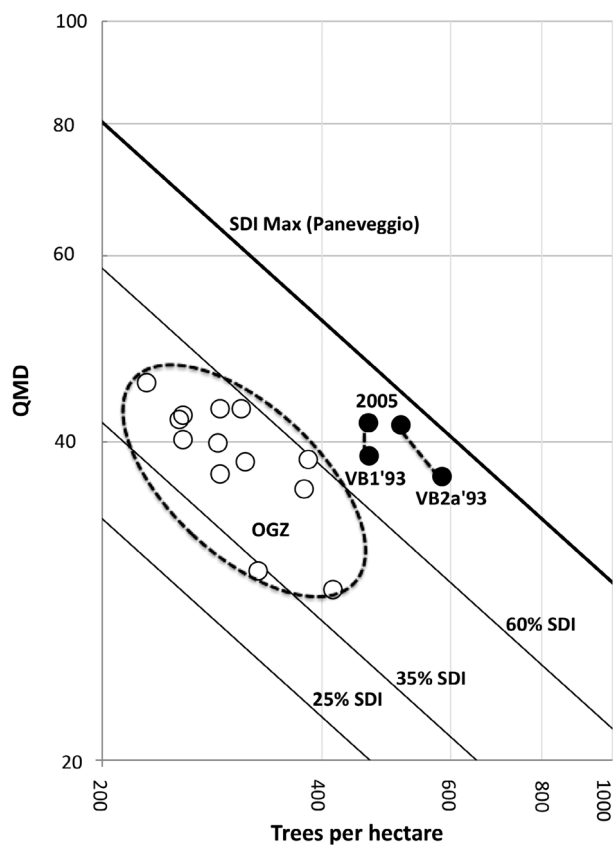 100
80
60
40
20
QMD
SDI Max (Paneveggio)
2005
VB1'93
VB2a'93
OGZ
60% SDI
35% SDI
25% SDI
200
400
600
800
1000
Trees per hectare